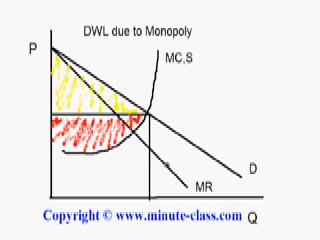 DWL due to Monopoly
P
MC,S
D
MR
Copyright © www.minute-class.com
Q